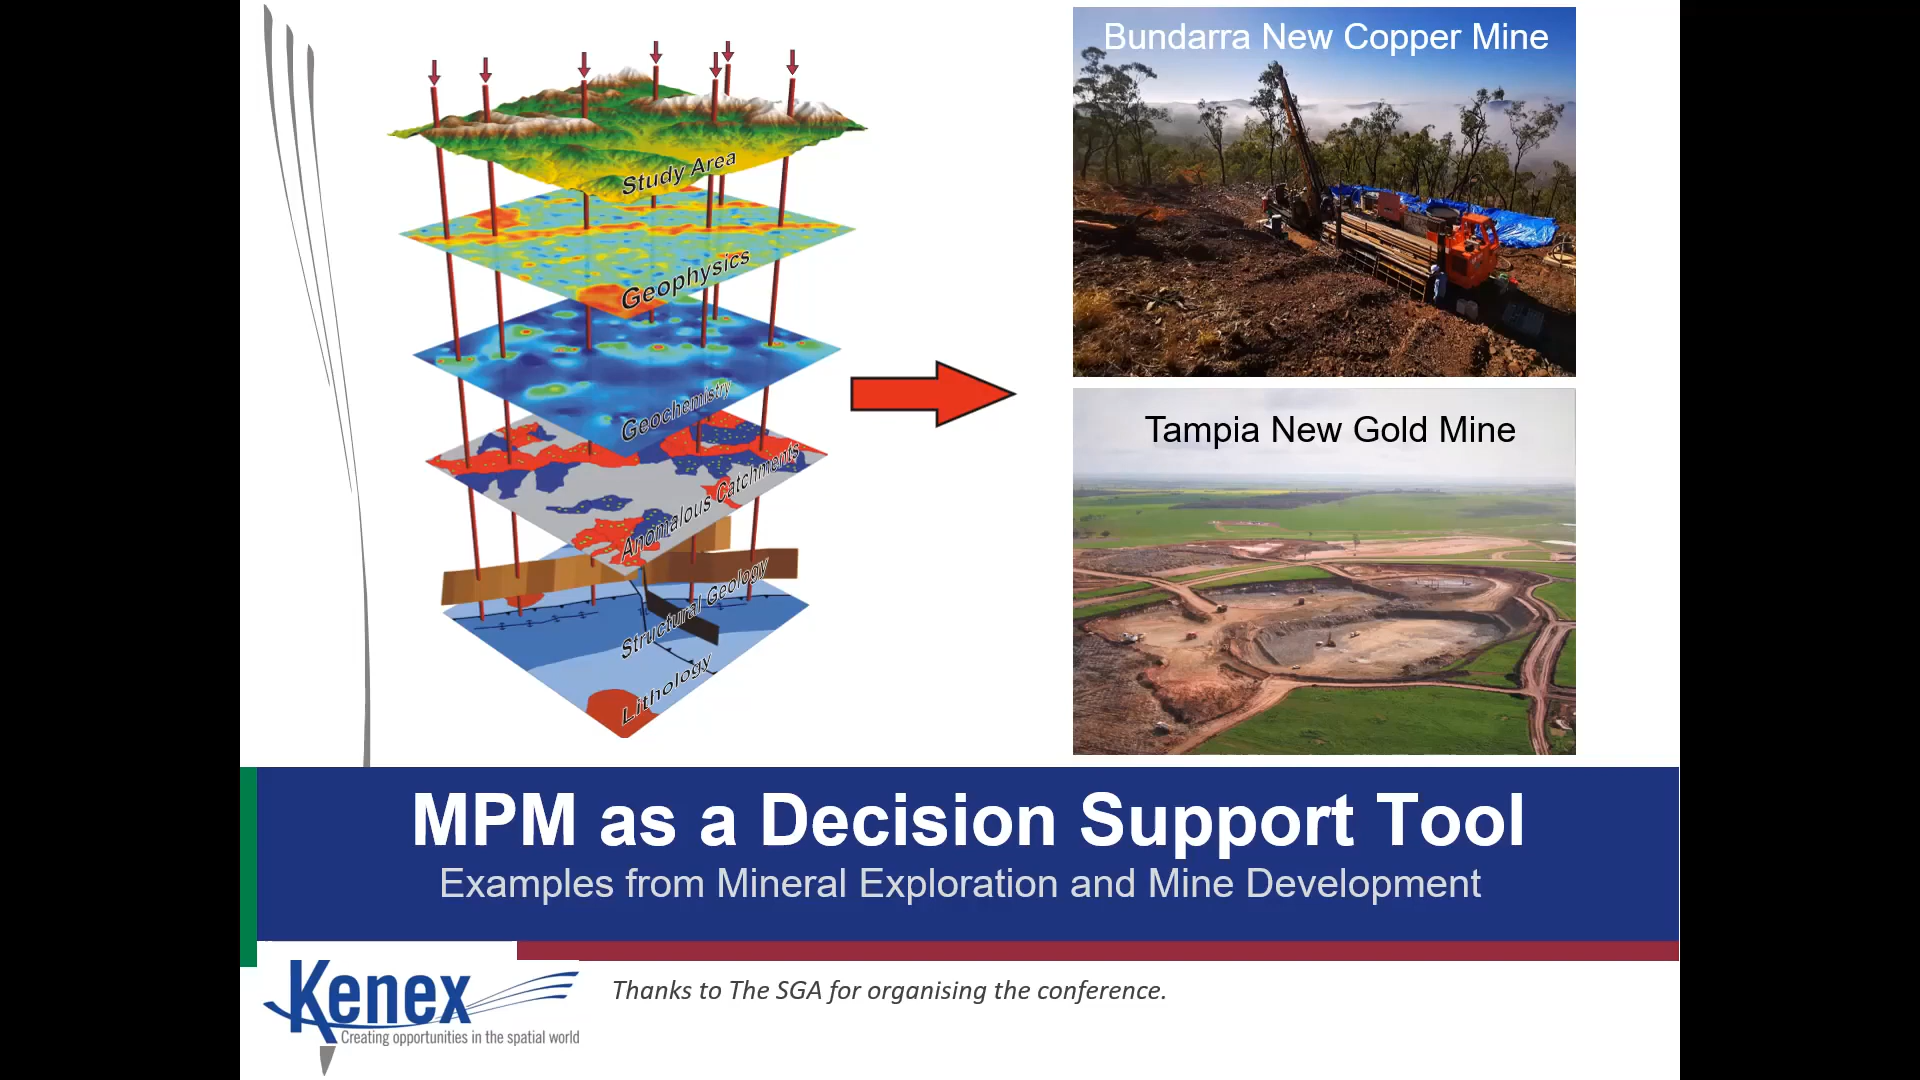 Study Area
Geophysics
Geochemistry
Anomalous Catchments
Structural Geology
Lithology
Bundarra New Copper Mine
Tampia New Gold Mine
MPM as a Decision Support Tool
Examples from Mineral Exploration and Mine Development
Kenex
Creating opportunities in the spatial world
Thanks to The SGA for organising the conference.